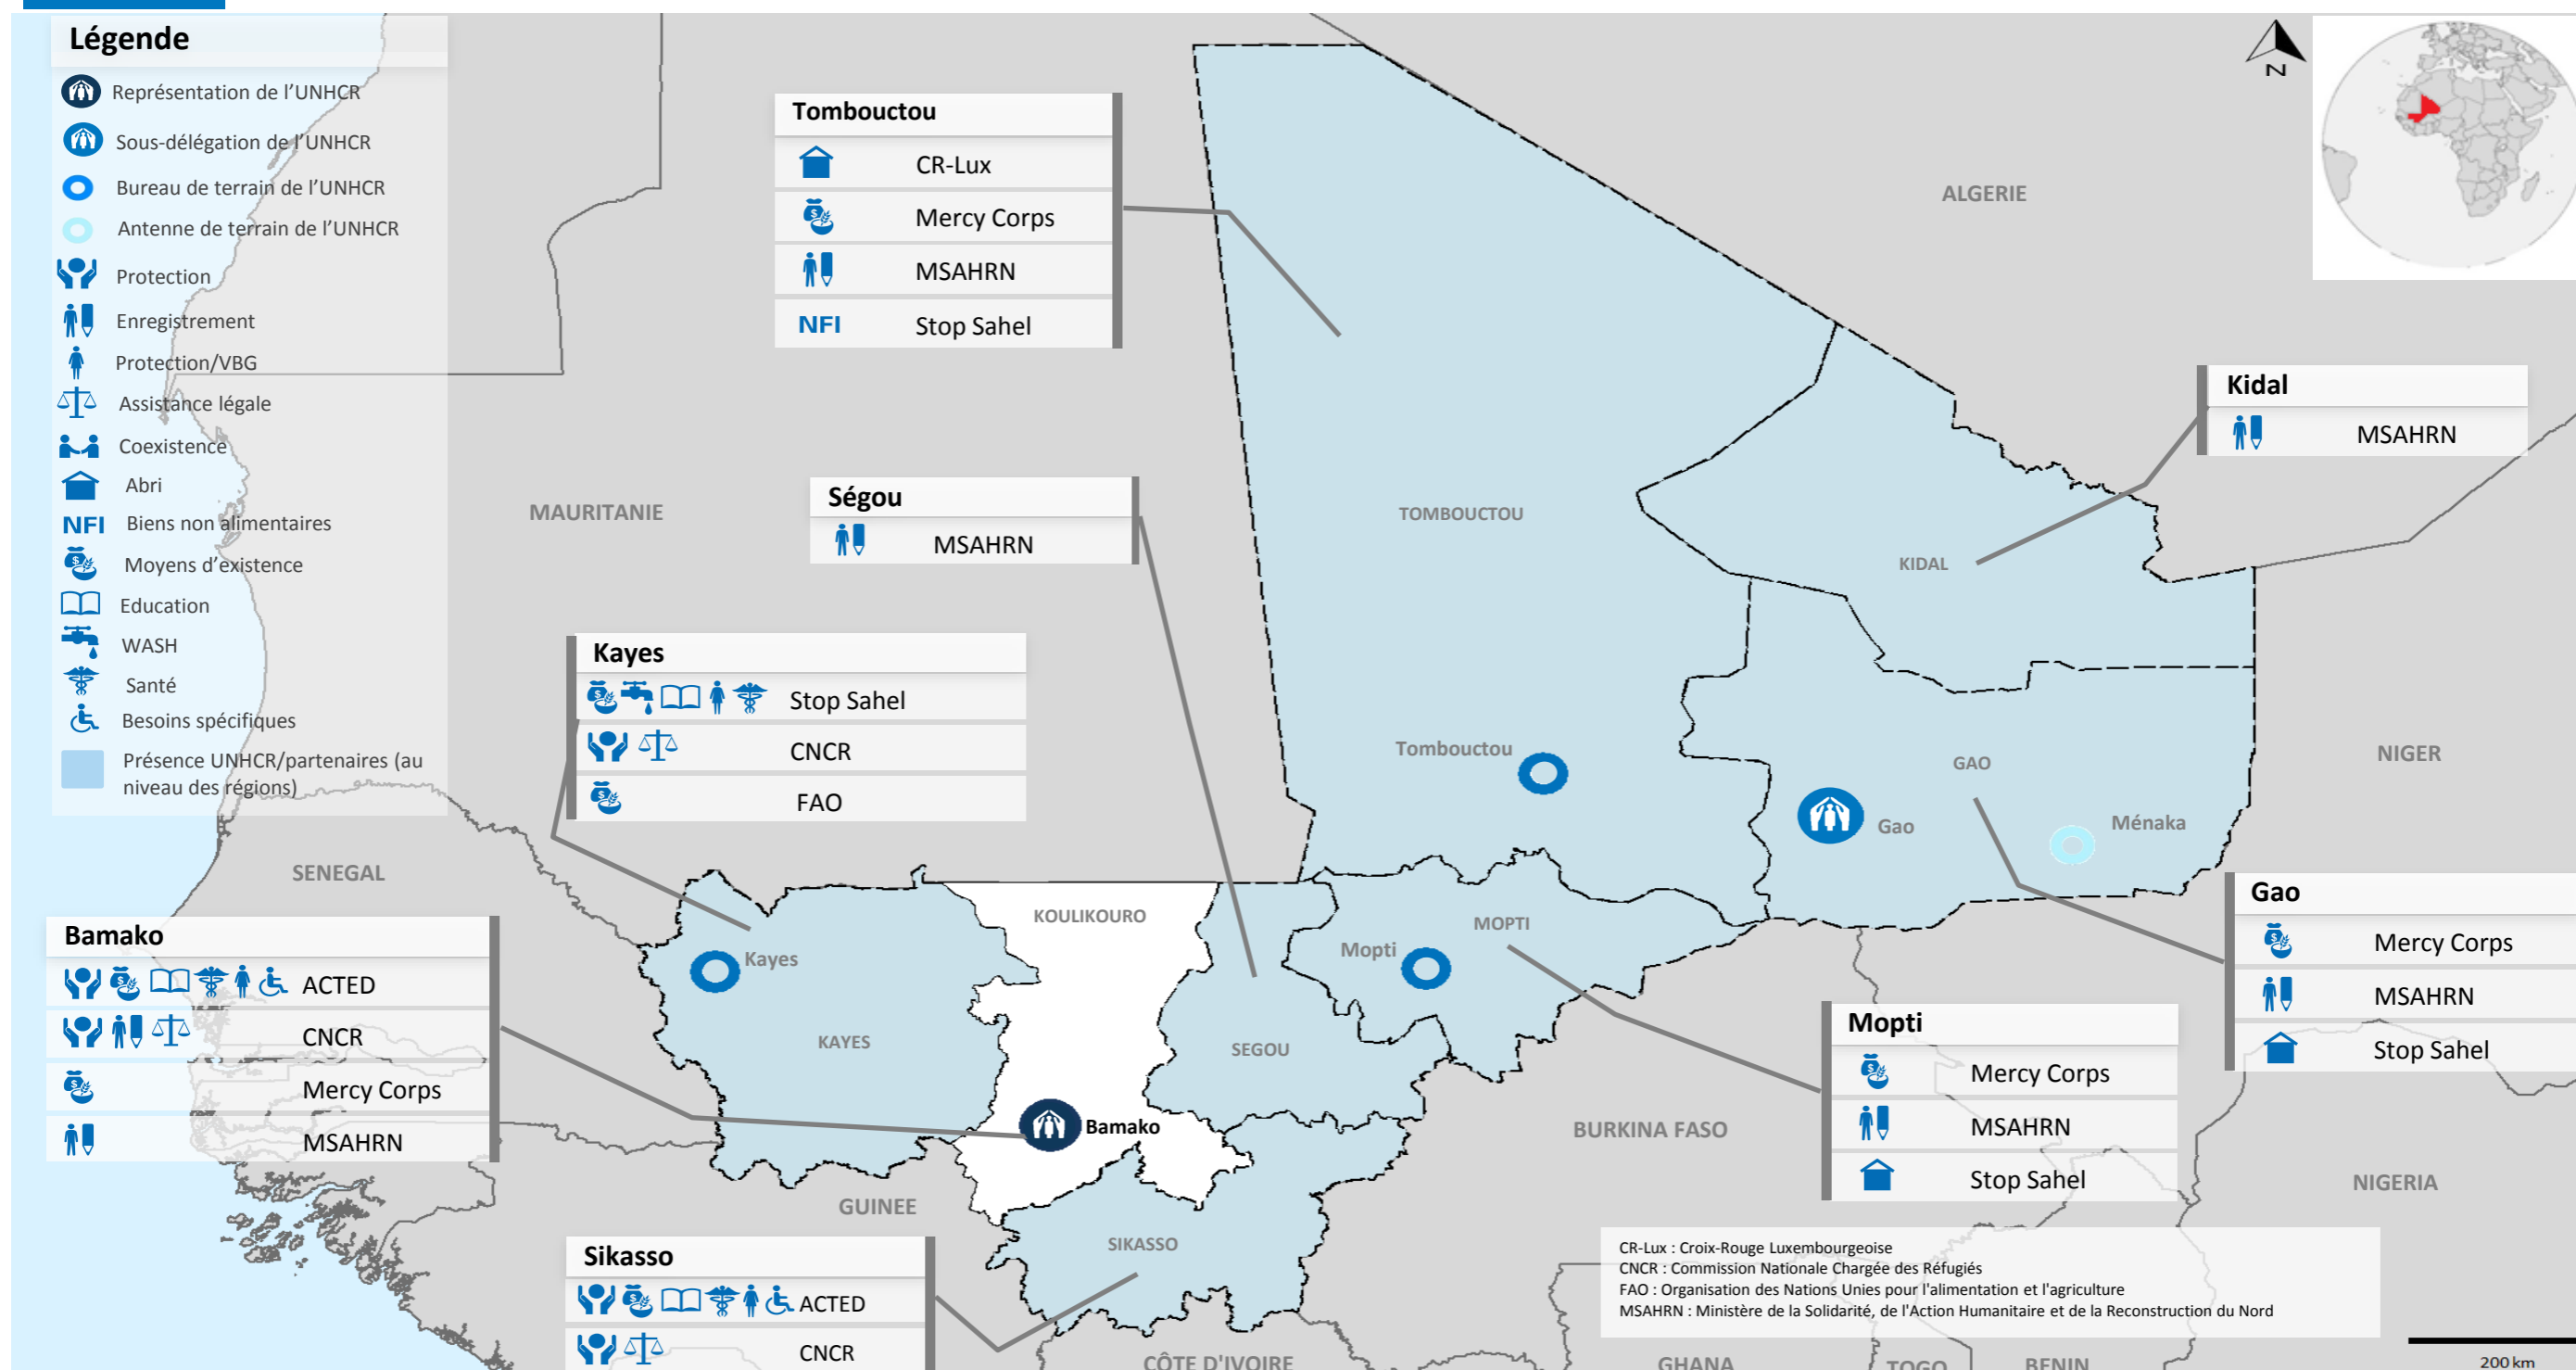 Légende
Représentation de l'UNHCR
Sous-délégation de l'UNHCR
Bureau de terrain de l'UNHCR
Antenne de terrain de l'UNHCR
Protection
Enregistrement
Protection/VBG
Assistance légale
Coexistence
Abri
NFI Biens non alimentaires
Moyens d'existence
Education
WASH
Santé
Besoins spécifiques
Présence UNHCR/partenaires (au
niveau des régions)
Tombouctou
CR-Lux
Mercy Corps
MSAHRN
NFI Stop Sahel
N
ALGERIE
Kidal
MSAHRN
Ségou
MSAHRN
MAURITANIE
TOMBOUCTOU
KIDAL
Kayes
Stop Sahel
CNCR
FAO
Tombouctou
GAO
NIGER
Gao
Ménaka
SENEGAL
KOULIKOURO
MOPTI
Mopti
Kayes
KAYES
SEGOU
Gao
Mercy Corps
MSAHRN
Stop Sahel
Bamako
ACTED
CNCR
Mercy Corps
MSAHRN
Bamako
Mopti
Mercy Corps
MSAHRN
Stop Sahel
BURKINA FASO
NIGERIA
GUINEE
SIKASSO
Sikasso
ACTED
CNCR
CR-Lux : Croix-Rouge Luxembourgeoise
CNCR : Commission Nationale Chargée des Réfugiés
FAO : Organisation des Nations Unies pour l'alimentation et l'agriculture
MSAHRN : Ministère de la Solidarité, de l'Action Humanitaire et de la Reconstruction du Nord
CÔTE D'IVOIRE
GHANA
TOGO
BENIN
200 km